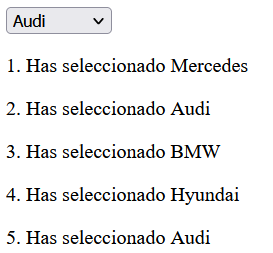 Audi
1. Has seleccionado Mercedes
2. Has seleccionado Audi
3. Has seleccionado BMW
4. Has seleccionado Hyundai
5. Has seleccionado Audi